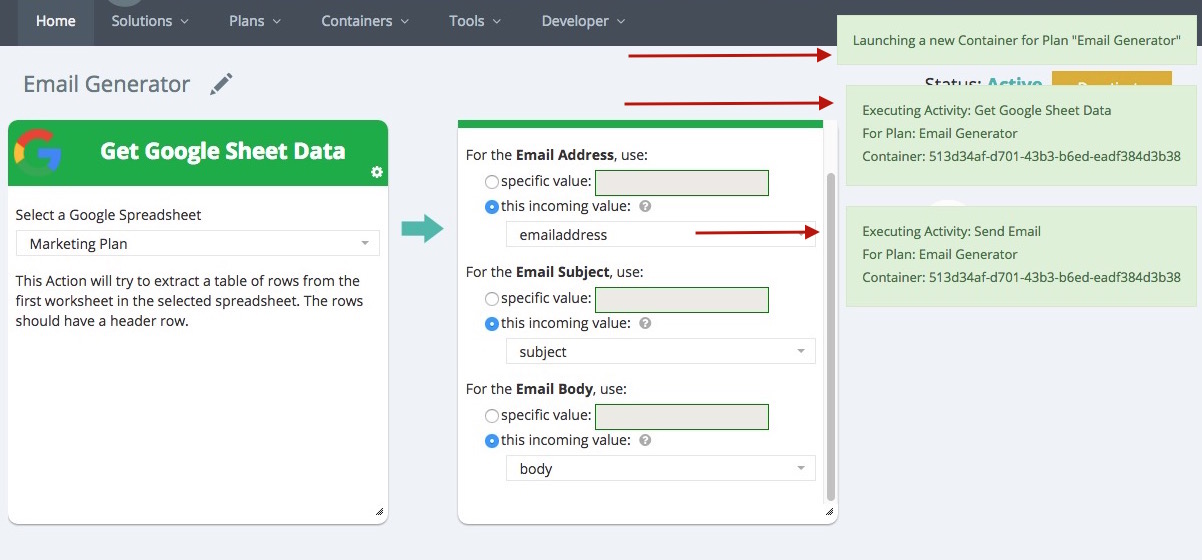 Home
Solutions
Plans
Containers
Tools
Developer
Launching a new Container for Plan "Email Generator"
Email Generator
Status: Active
Executing Activity: Get Google Sheet Data
For Plan: Email Generator
Container: 513d34af-d701-43b3-b6ed-eadf384d3b38
Executing Activity: Send Email
For Plan: Email Generator
Container: 513d34af-d701-43b3-b6ed-eadf384d3b38
Get Google Sheet Data
Select a Google Spreadsheet
Marketing Plan
This Action will try to extract a table of rows from the
first worksheet in the selected spreadsheet. The rows
should have a header row.
For the Email Address, use:
specific value:
this incoming value: ?
emailaddress
For the Email Subject, use:
specific value:
this incoming value: ?
subject
For the Email Body, use:
specific value:
this incoming value: ?
body